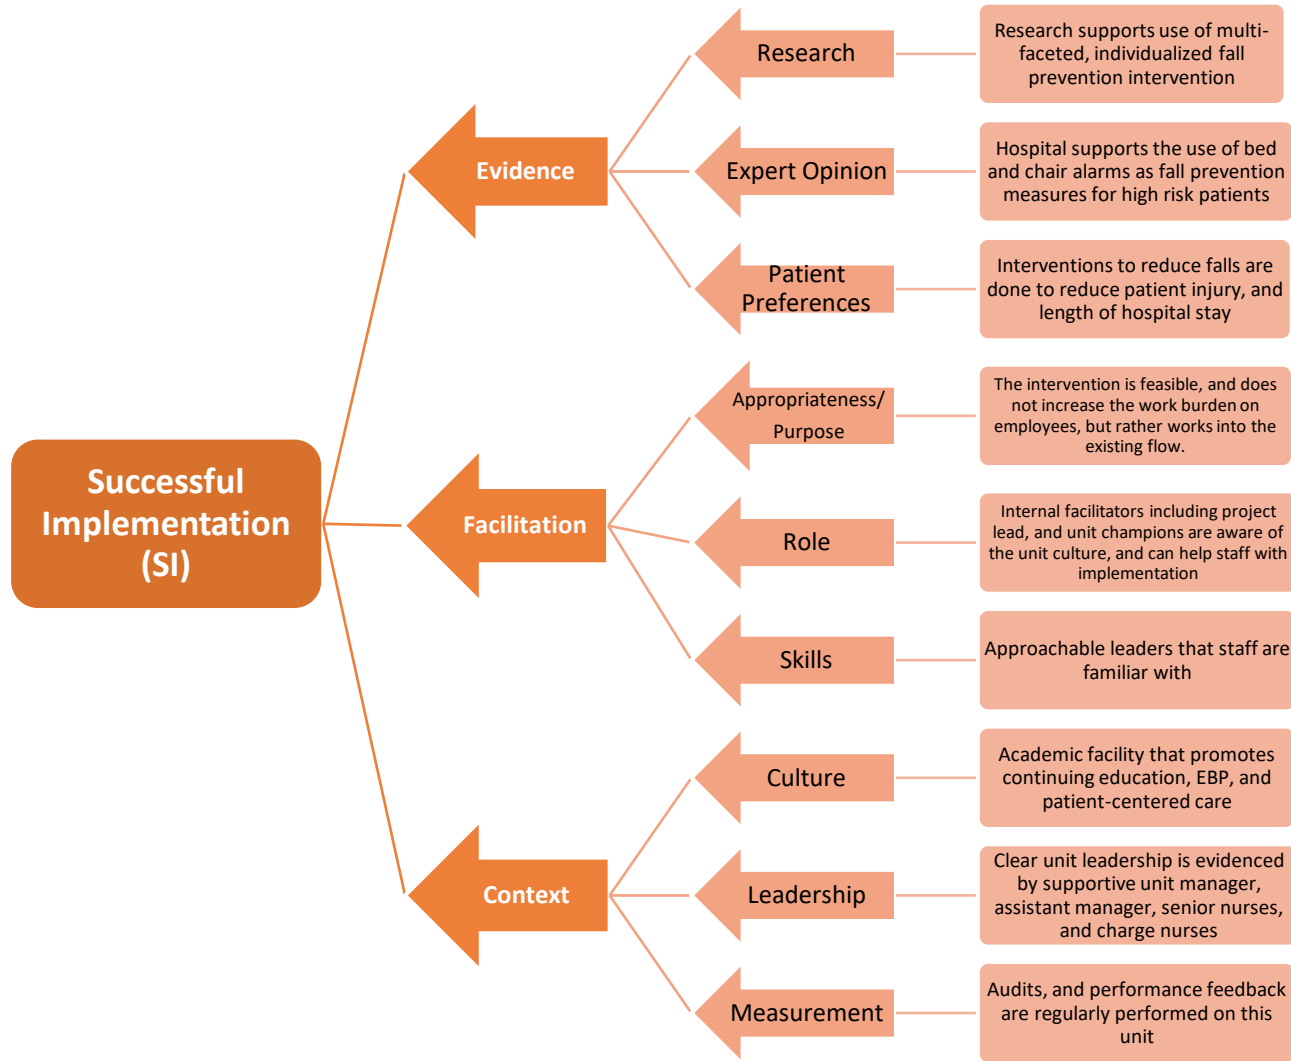 Successful
Implementation
(SI)
Evidence
Research
Research supports use of multi-
faceted, individualized fall
prevention intervention
Expert Opinion
Hospital supports the use of bed
and chair alarms as fall prevention
measures for high risk patients
Patient
Preferences
Interventions to reduce falls are
done to reduce patient injury, and
length of hospital stay
Facilitation
Appropriateness/
Purpose
The intervention is feasible, and does
not increase the work burden on
employees, but rather works into the
existing flow.
Role
Internal facilitators including project
lead, and unit champions are aware of
the unit culture, and can help staff with
implementation
Skills
Approachable leaders that staff are
familiar with
Context
Culture
Academic facility that promotes
continuing education, EBP, and
patient-centered care
Leadership
Clear unit leadership is evidenced
by supportive unit manager,
assistant manager, senior nurses,
and charge nurses
Measurement
Audits, and performance feedback
are regularly performed on this
unit